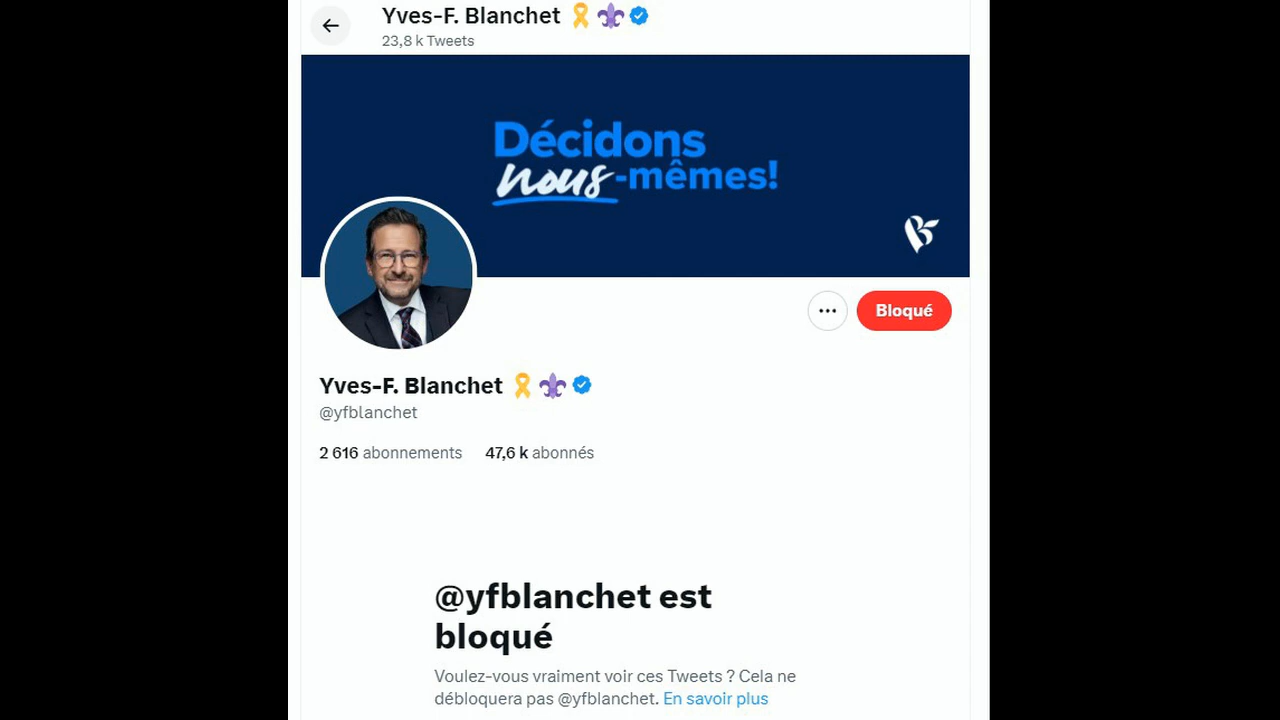 Yves-F. Blanchet
23,8 k Tweets
Décidons
nous-mêmes!
Bloqué
Yves-F. Blanchet
@yfblanchet
2 616 abonnements 47,6 k abonnés
@yfblanchet est
bloqué
Voulez-vous vraiment voir ces Tweets ? Cela ne
débloquera pas @yfblanchet. En savoir plus